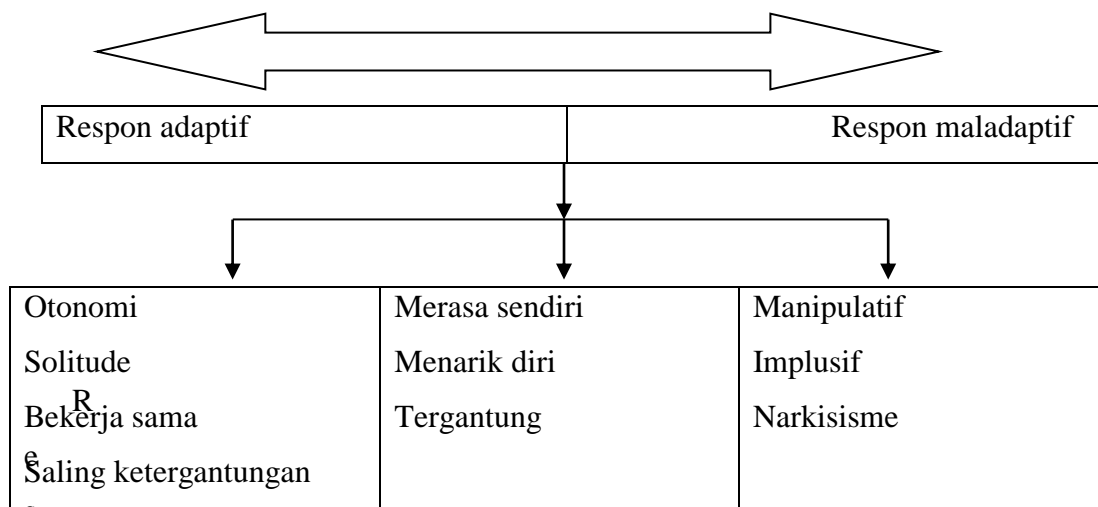 Respon adaptif
Respon maladaptif
Otonomi
Solitude
R
Bekerja sama
e
Saling ketergantungan
Merasa sendiri
Menarik diri
Tergantung
Manipulatif
Implusif
Narkisisme